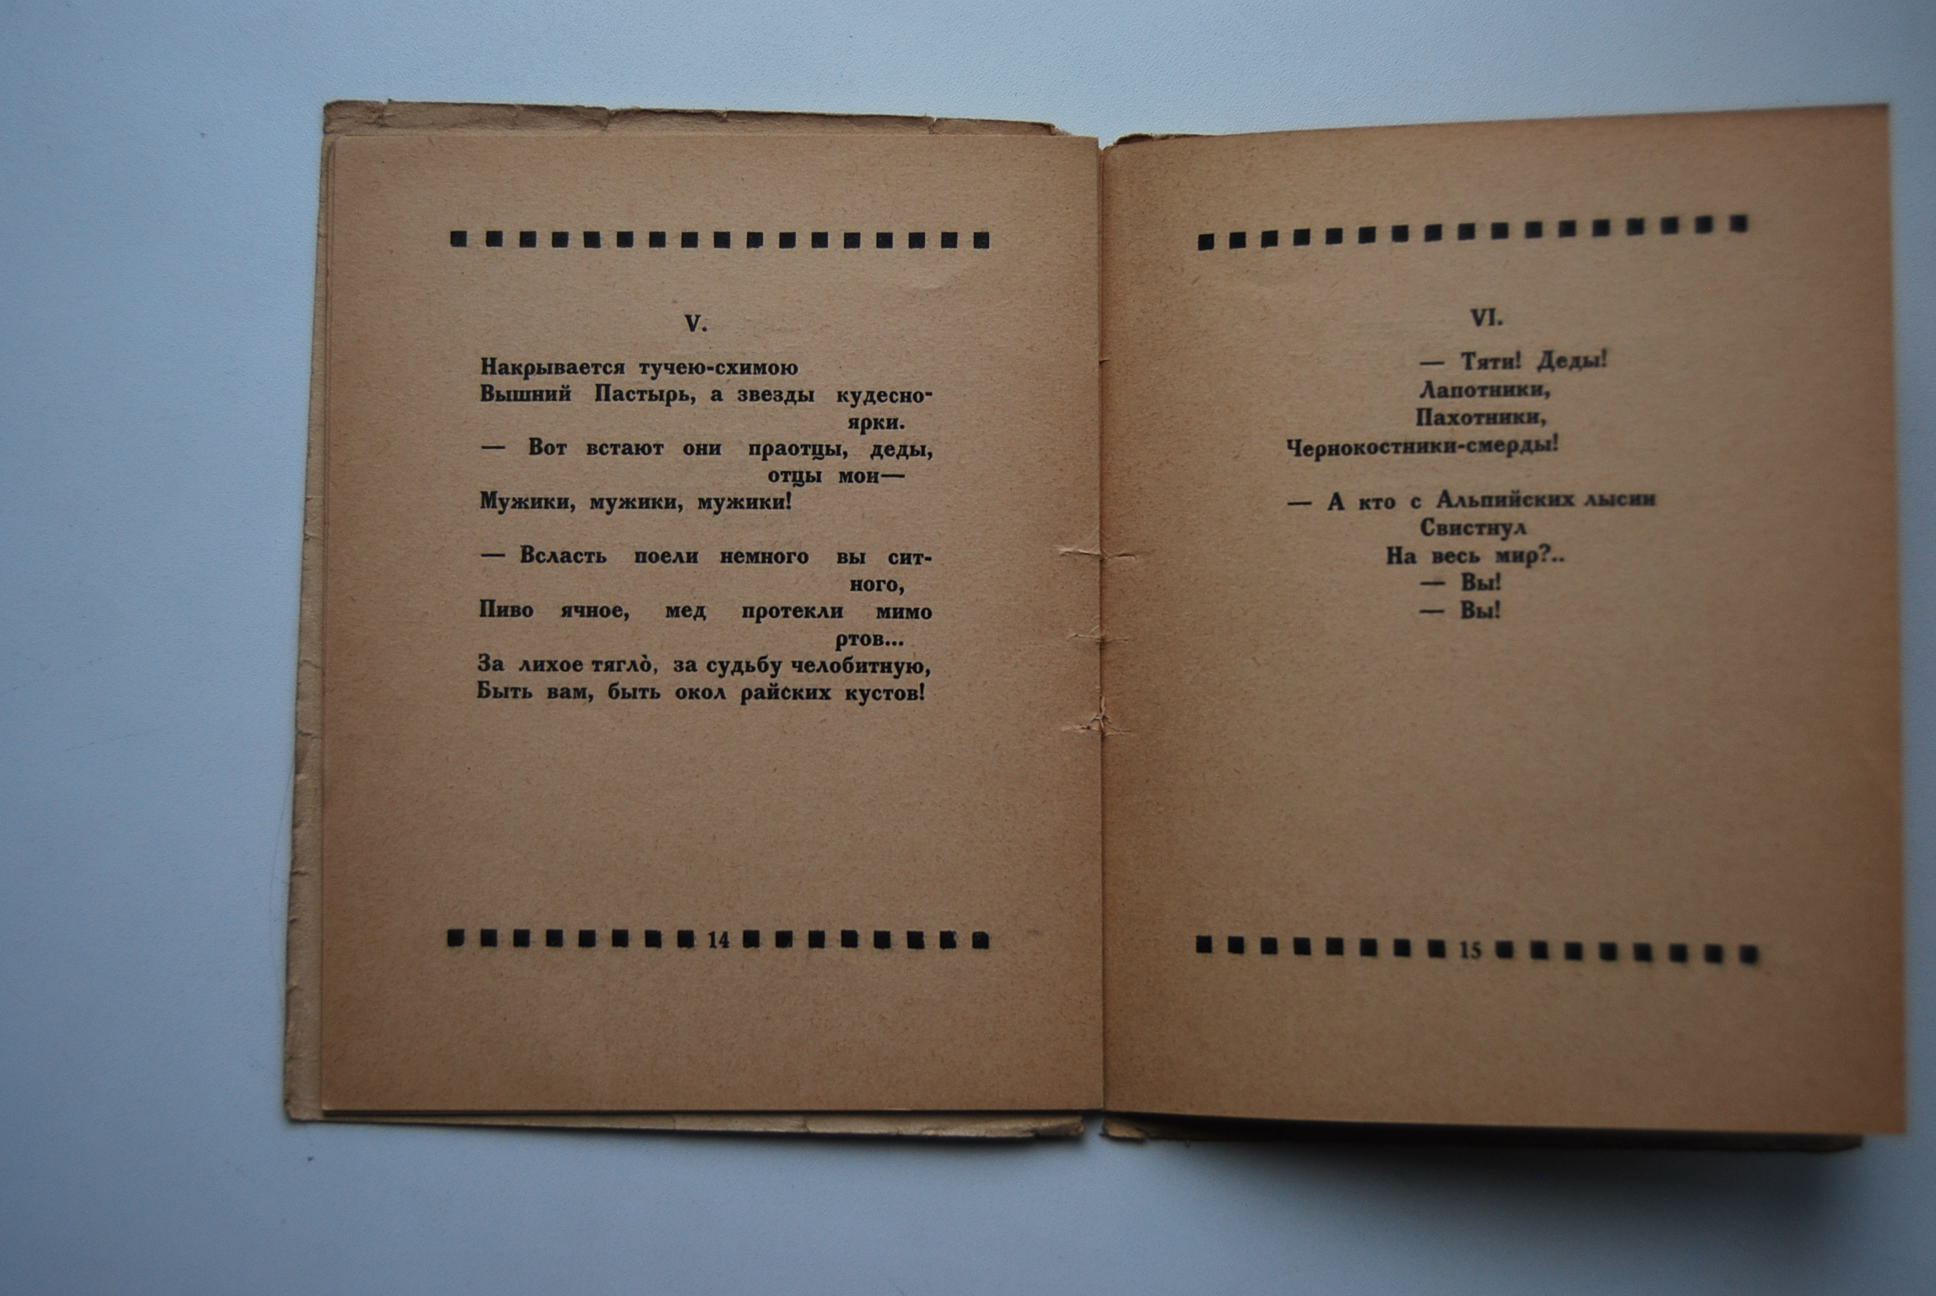 V.
Накрывается тучею-схимою
Вышний Пастырь, а звезды кудесно-
ярки.
— Вот встают они праотцы, деды,
отцы мои—
Мужики, мужики, мужики!
— Всласть поели немного вы сит-
ного,
Пиво ячное, мед протекли мимо
ртов...
За лихое тягло̀, за судьбу челобитную,
Быть вам, быть окол райских кустов!
14
VI.
— Тяти! Деды!
Лапотники,
Пахотники,
Чернокостники-смерды!
— А кто с Альпийских лысин
Свистнул
На весь мир?..
— Вы!
— Вы!
15